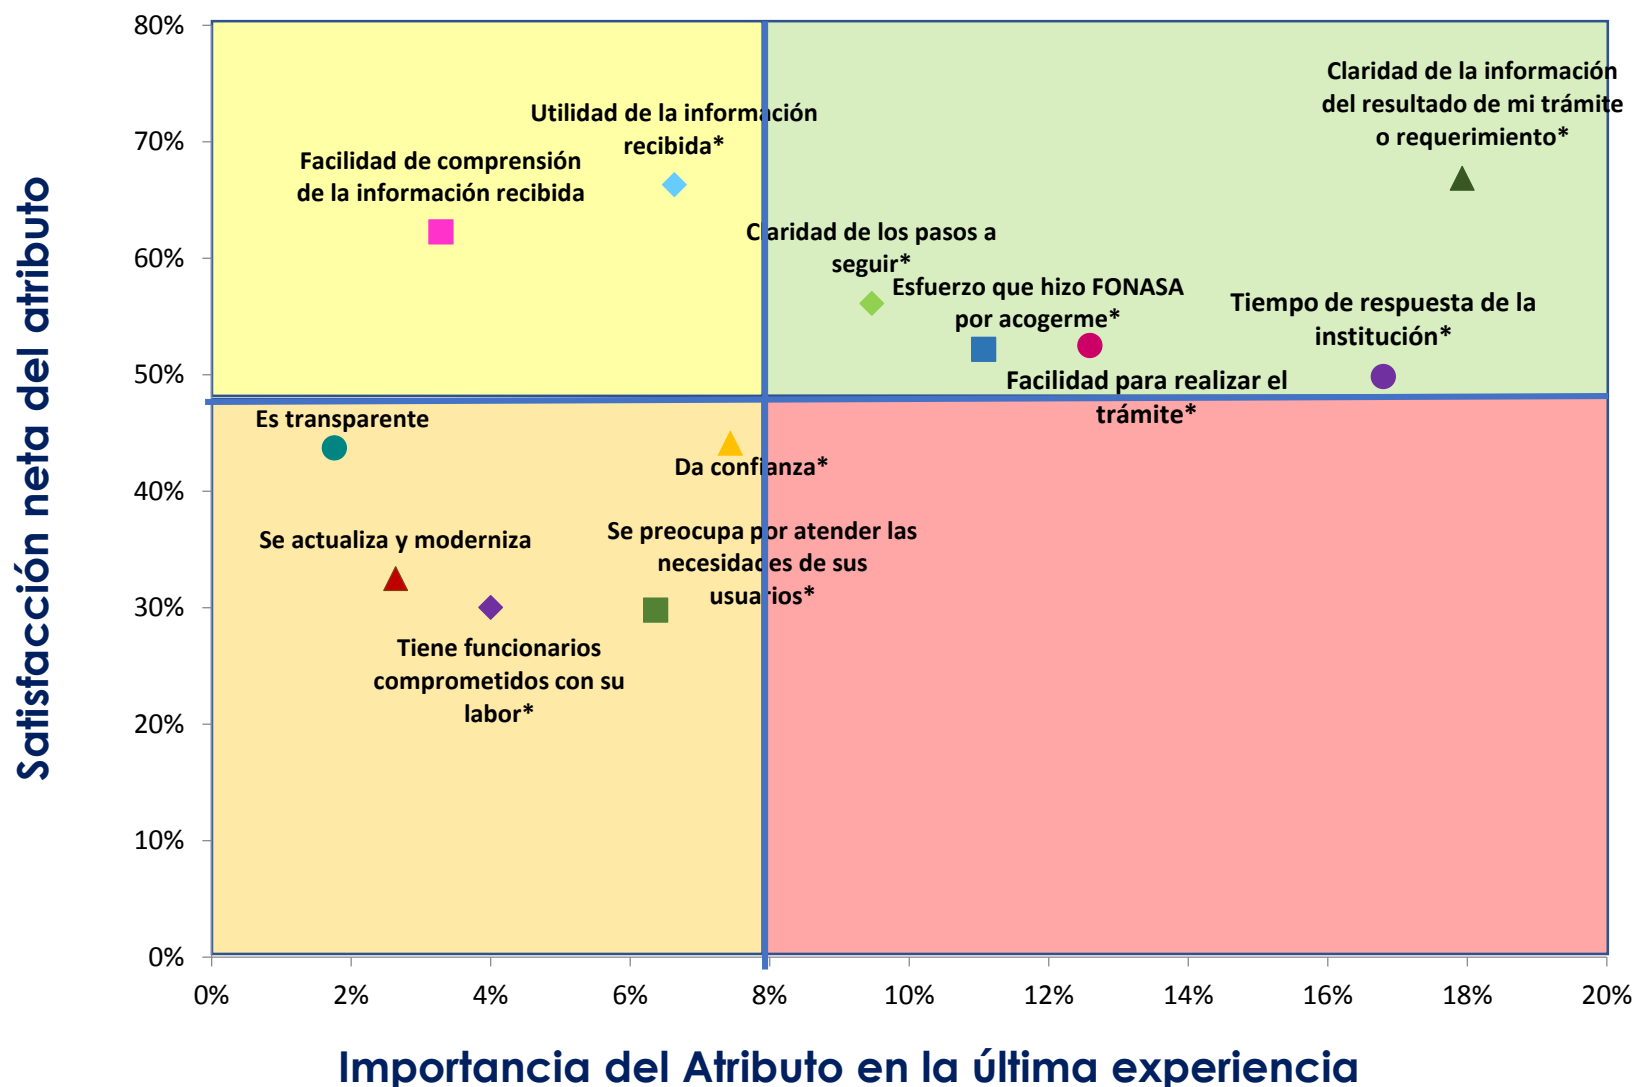 Satisfacción neta del atributo
80%
70%
60%
50%
40%
30%
20%
10%
0%
Claridad de la información
del resultado de mi trámite
o requerimiento*
Utilidad de la información
recibida*
Facilidad de comprensión
de la información recibida
Claridad de los pasos a
seguir*
Esfuerzo que hizo FONASA
por acogerme*
Tiempo de respuesta de la
institución*
Facilidad para realizar el
trámite*
Es transparente
Da confianza*
Se actualiza y moderniza
Se preocupa por atender las
necesidades de sus
usuarios*
Tiene funcionarios
comprometidos con su
labor*
0%
2%
4%
6%
8%
10%
12%
14%
16%
18%
20%
Importancia del Atributo en la última experiencia